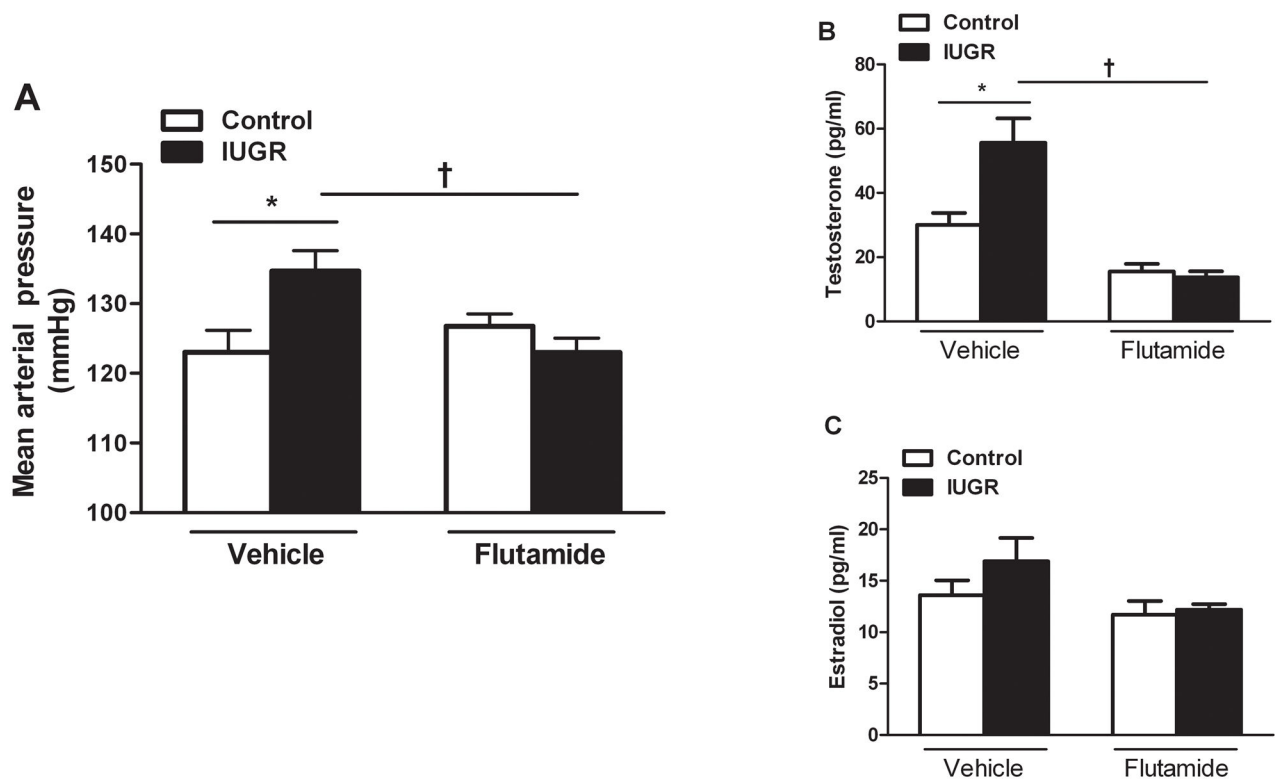 A
Control
IUGR
Mean arterial pressure
(mmHg)
150
140
130
120
110
100
*
†
Vehicle
Flutamide
B
Control
IUGR
Testosterone (pg/ml)
80
60
40
20
0
*
†
Vehicle
Flutamide
C
Control
IUGR
Estradiol (pg/ml)
25
20
15
10
5
0
Vehicle
Flutamide